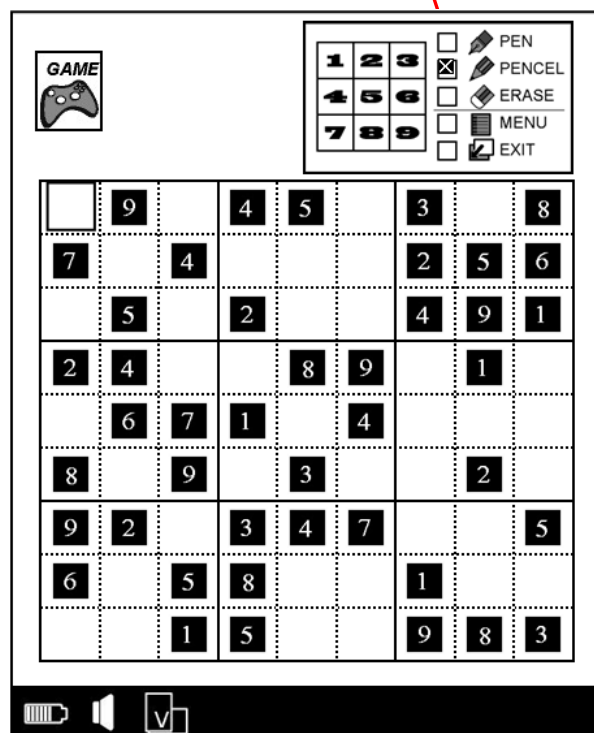 GAME
1 2 3
4 5 6
7 8 9
PEN
PENCEL
ERASE
MENU
EXIT
9 4 5 3 8
7 4 2 5 6
5 2 4 9 1
2 4 8 9 1
6 7 1 4
8 9 3 2
9 2 3 4 7 5
6 5 8 1
1 5 9 8 3
V